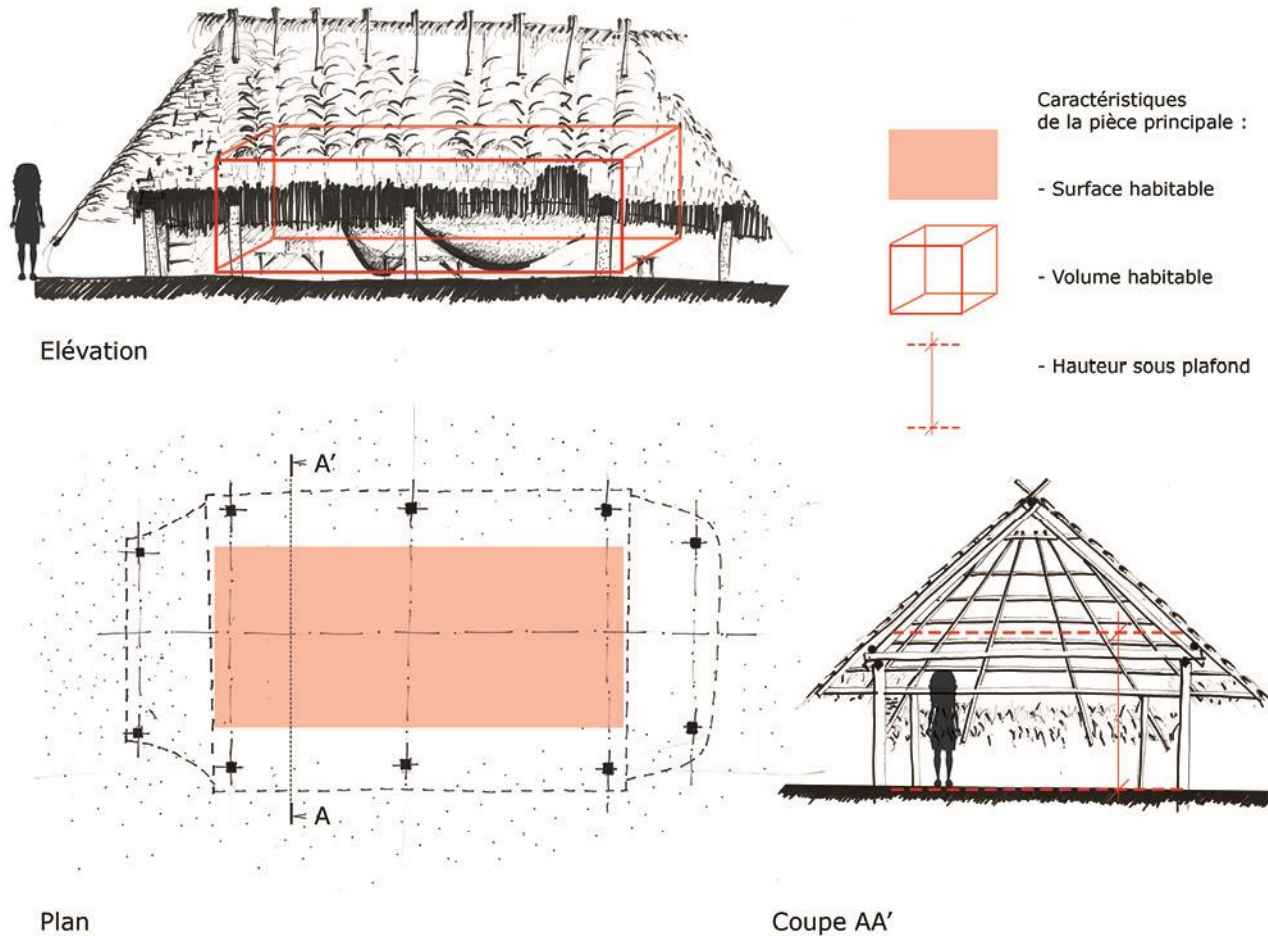 Caractéristiques
de la pièce principale :
- Surface habitable
- Volume habitable
- Hauteur sous plafond
Elévation
A'
A
Plan
Coupe AA'